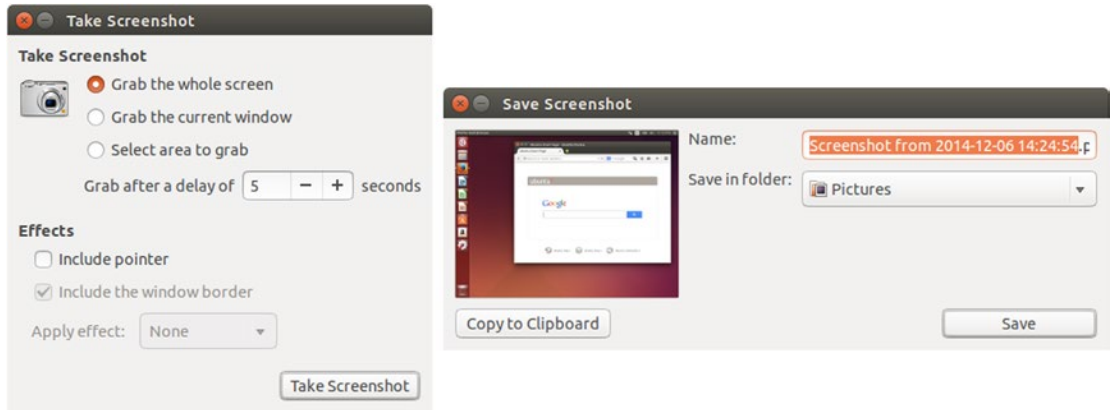 Take Screenshot
Take Screenshot
Grab the whole screen
Grab the current window
Select area to grab
Grab after a delay of 5 − + seconds
Effects
Include pointer
Include the window border
Apply effect: None
Take Screenshot
Save Screenshot
Name: Screenshot from 2014-12-06 14:24:54.p
Save in folder: Pictures
ubuntu
Google
Copy to Clipboard
Save